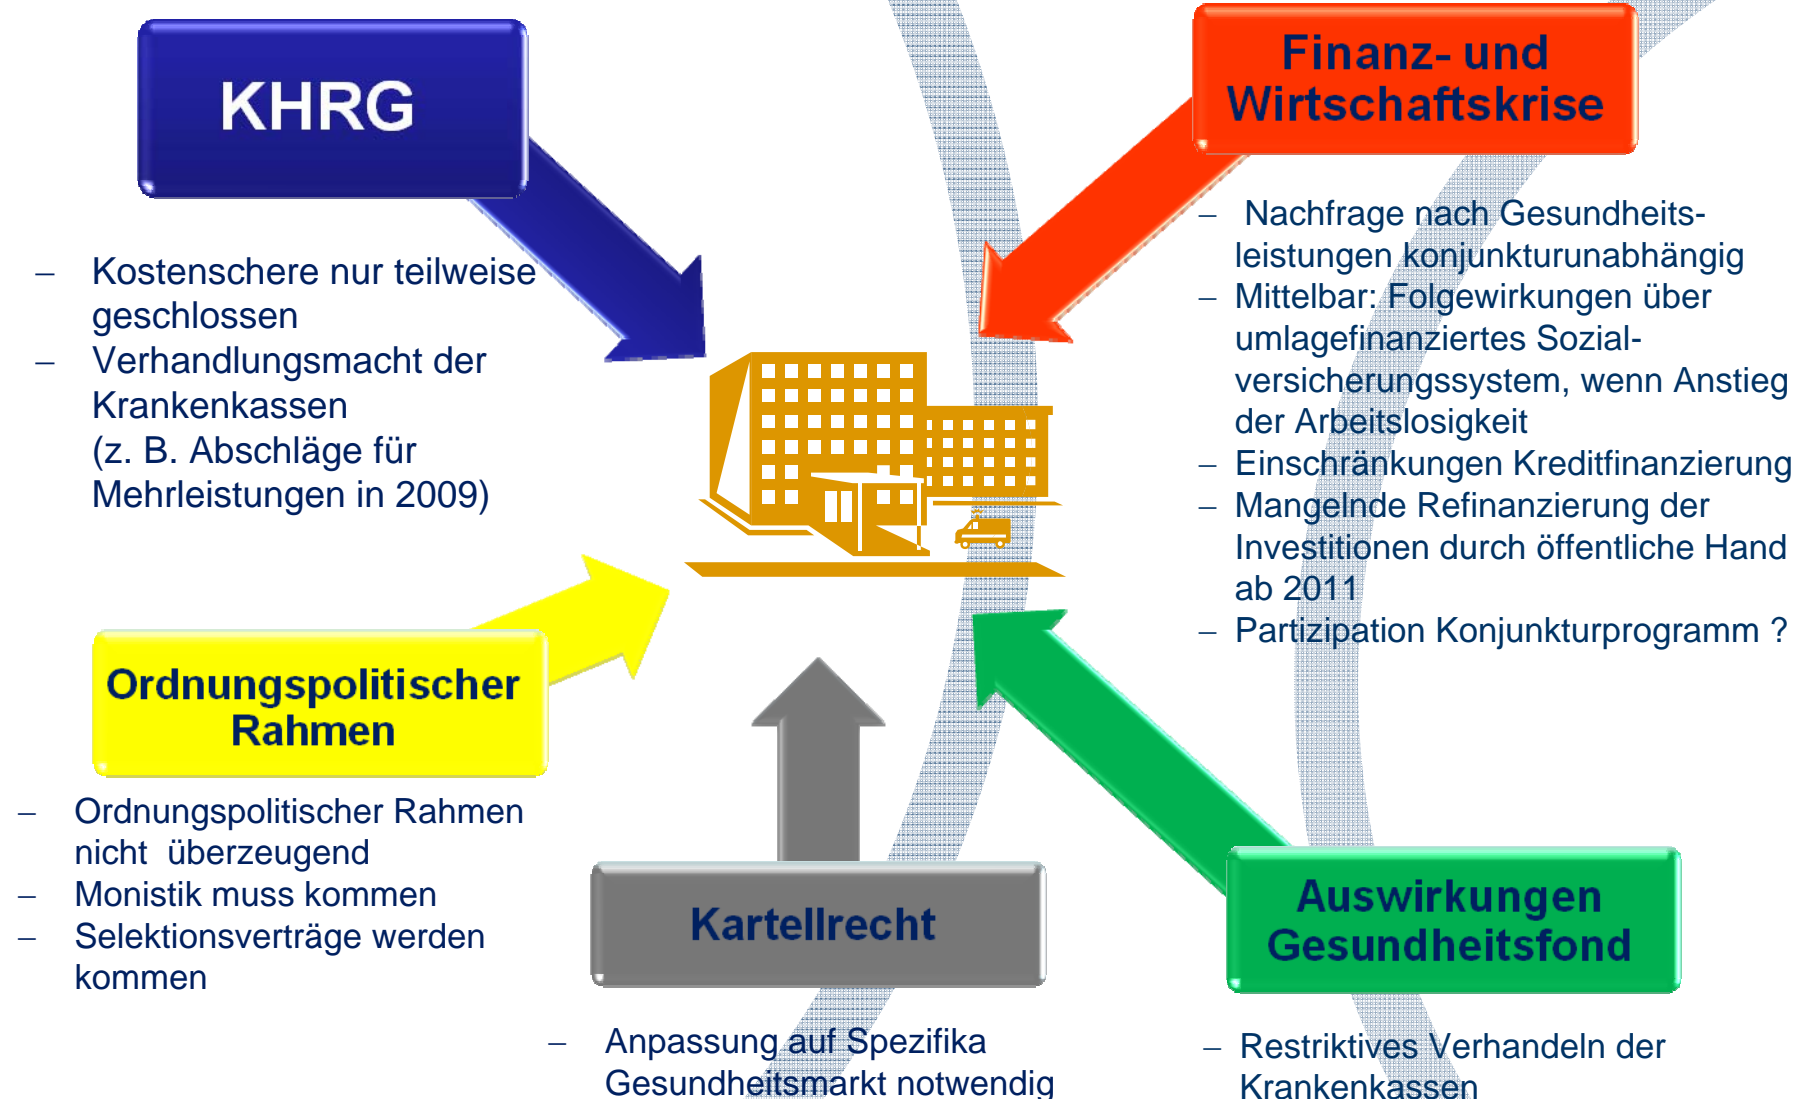 KHRG
– Kostenschere nur teilweise
geschlossen
– Verhandlungsmacht der
Krankenkassen
(z. B. Abschläge für
Mehrleistungen in 2009)
Finanz- und
Wirtschaftskrise
– Nachfrage nach Gesundheits-
leistungen konjunkturunabhängig
– Mittelbar: Folgewirkungen über
umlagefinanziertes Sozial-
versicherungssystem, wenn Anstieg
der Arbeitslosigkeit
– Einschränkungen Kreditfinanzierung
– Mangelnde Refinanzierung der
Investitionen durch öffentliche Hand
ab 2011
– Partizipation Konjunkturprogramm ?
Ordnungspolitischer
Rahmen
– Ordnungspolitischer Rahmen
nicht überzeugend
– Monistik muss kommen
– Selektionsverträge werden
kommen
Kartellrecht
– Anpassung auf Spezifika
Gesundheitsmarkt notwendig
Auswirkungen
Gesundheitsfond
– Restriktives Verhandeln der
Krankenkassen